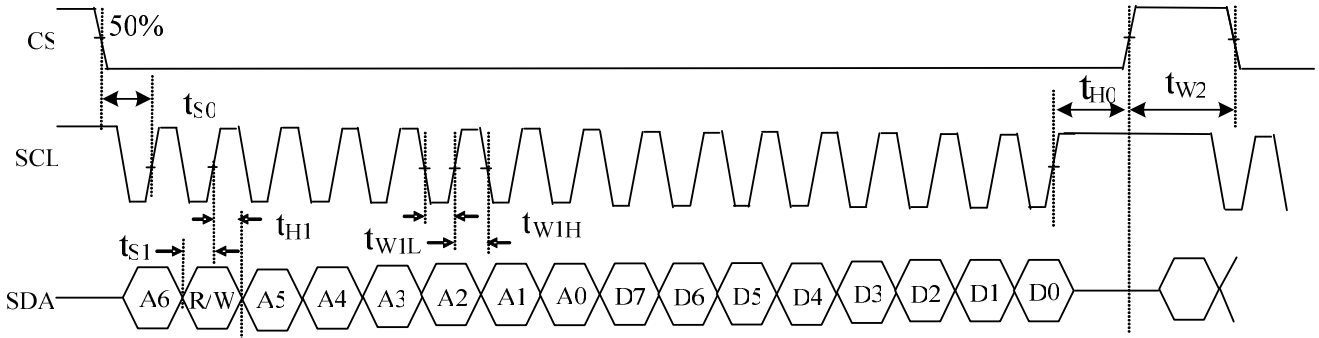 CS
50%
tS0
tH0
tW2
SCL
tH1
tS1
tW1L
tW1H
SDA
A6 R/W A5 A4 A3 A2 A1 A0 D7 D6 D5 D4 D3 D2 D1 D0